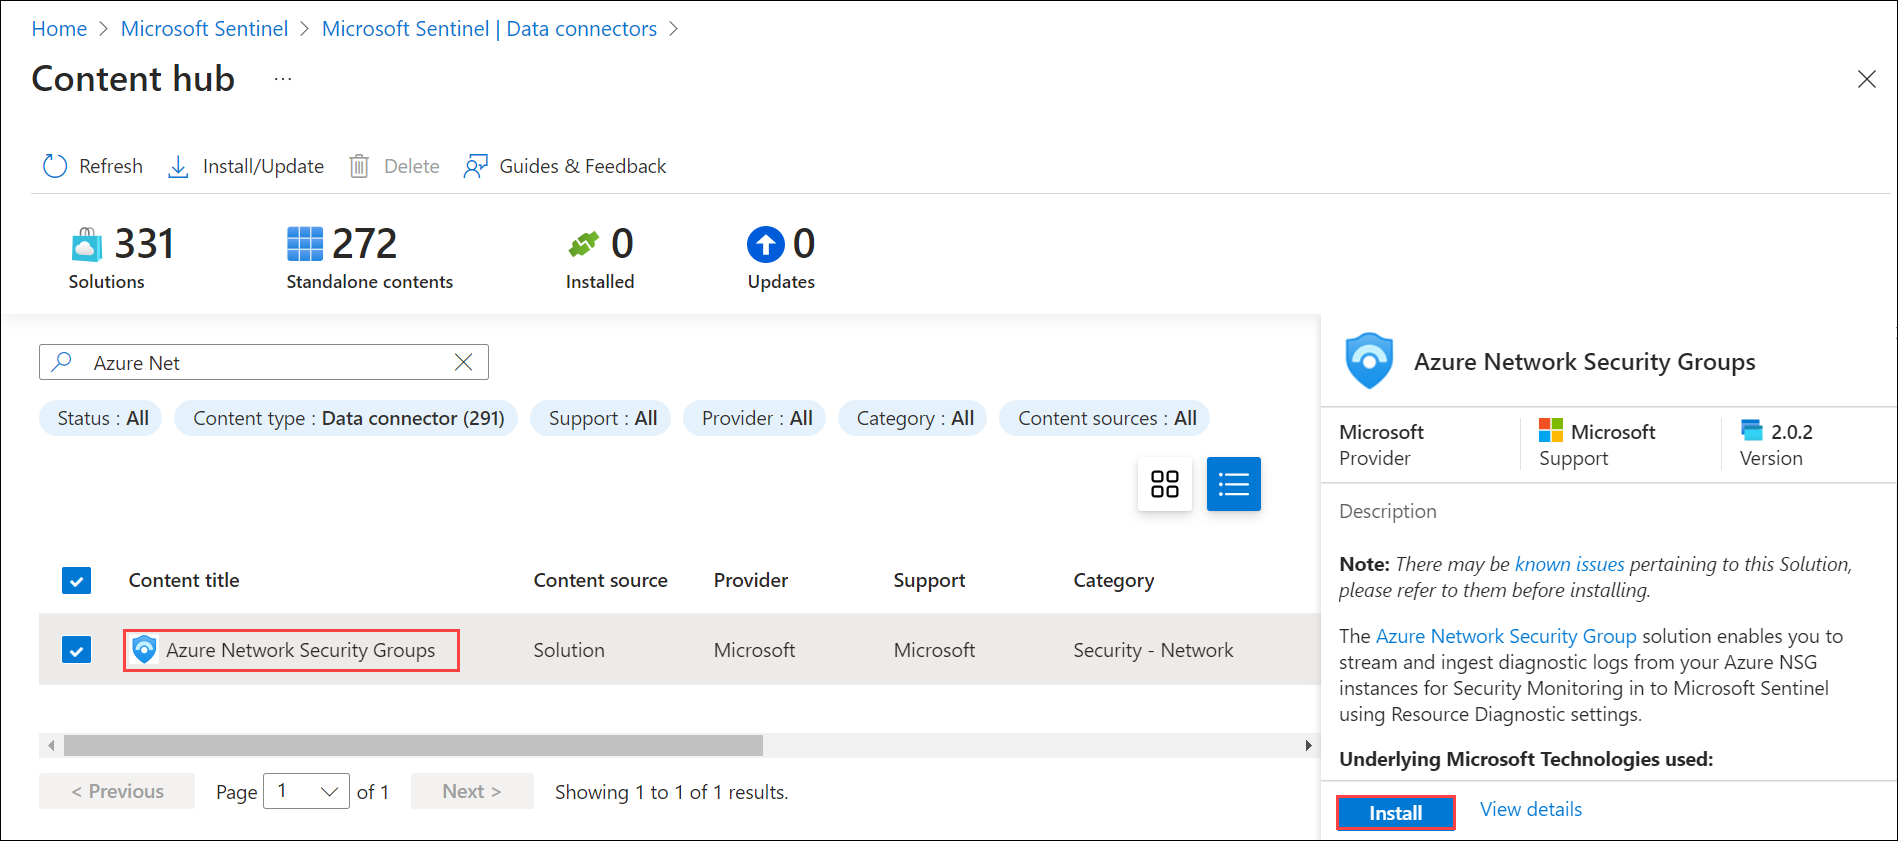 Home > Microsoft Sentinel > Microsoft Sentinel | Data connectors >
Content hub ...
Refresh Install/Update Delete Guides & Feedback
331 272 0 0
Solutions Standalone contents Installed Updates
Azure Net
Status : All Content type : Data connector (291) Support : All Provider : All Category : All Content sources : All
Content title Content source Provider Support Category
Azure Network Security Groups Solution Microsoft Microsoft Security - Network
< Previous Page 1 of 1 Next > Showing 1 to 1 of 1 results.
Azure Network Security Groups
Microsoft Microsoft 2.0.2
Provider Support Version
Description
Note: There may be known issues pertaining to this Solution,
please refer to them before installing.
The Azure Network Security Group solution enables you to
stream and ingest diagnostic logs from your Azure NSG
instances for Security Monitoring in to Microsoft Sentinel
using Resource Diagnostic settings.
Underlying Microsoft Technologies used:
Install View details